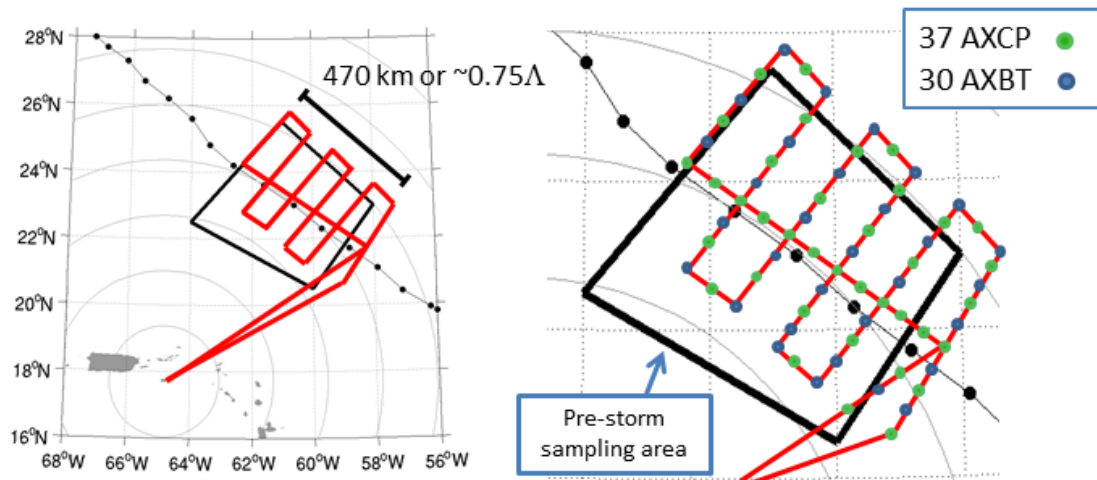 28°N
26°N
24°N
22°N
20°N
18°N
16°N
68°W 66°W 64°W 62°W 60°W 58°W 56°W
470 km or ~0.75Λ
37 AXCP
30 AXBT
Pre-storm
sampling area